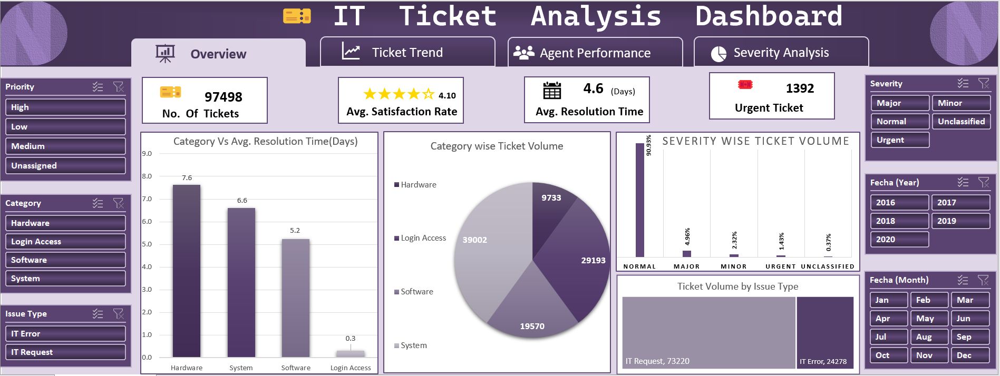 IT Ticket Analysis Dashboard
Overview
Ticket Trend
Agent Performance
Severity Analysis
Priority
High
Low
Medium
Unassigned
Category
Hardware
Login Access
Software
System
Issue Type
IT Error
IT Request
97498
No. Of Tickets
4.10
Avg. Satisfaction Rate
4.6 (Days)
Avg. Resolution Time
1392
Urgent Ticket
Category Vs Avg. Resolution Time(Days)
9.0
8.0
7.0
6.0
5.0
4.0
3.0
2.0
1.0
0.0
7.6
6.6
5.2
0.3
Hardware System Software Login Access
Category wise Ticket Volume
Hardware
Login Access
Software
System
9733
29193
19570
39002
SEVERITY WISE TICKET VOLUME
90.93%
4.96%
2.32%
1.43%
0.37%
NORMAL MAJOR MINOR URGENT UNCLASSIFIED
Ticket Volume by Issue Type
IT Request, 73220
IT Error, 24278
Severity
Major Minor
Normal Unclassified
Urgent
Fecha (Year)
2016 2017
2018 2019
2020
Fecha (Month)
Jan Feb Mar
Apr May Jun
Jul Aug Sep
Oct Nov Dec